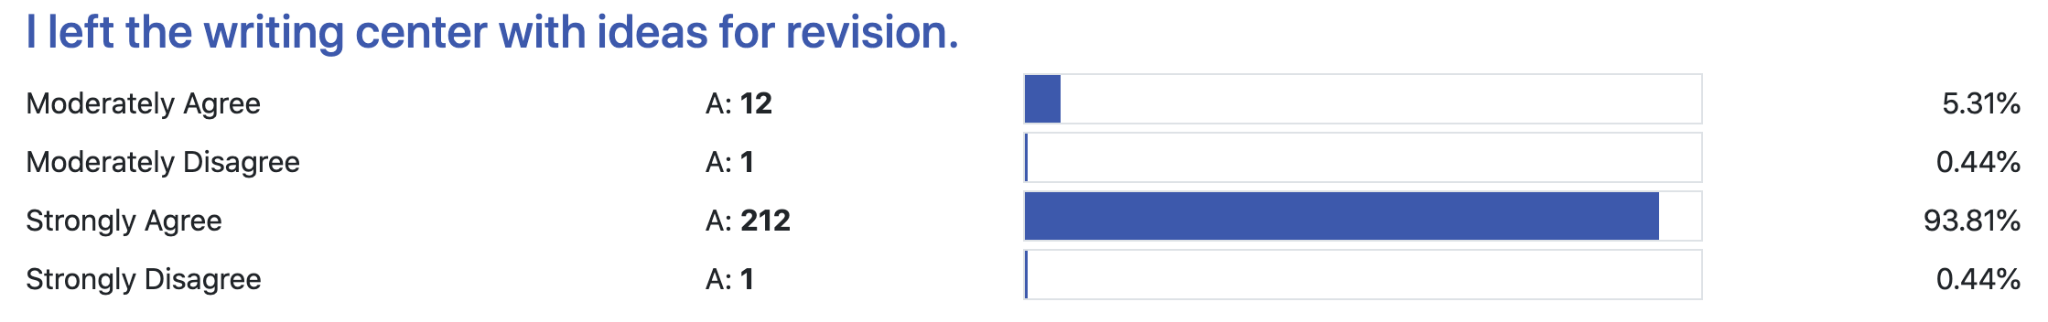 I left the writing center with ideas for revision.
Moderately Agree A: 12 5.31%
Moderately Disagree A: 1 0.44%
Strongly Agree A: 212 93.81%
Strongly Disagree A: 1 0.44%